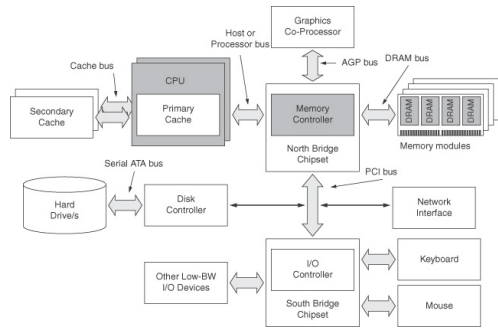 Graphics
Co-Processor
Host or
Processor bus
AGP bus
DRAM bus
Cache bus
CPU
Secondary
Cache
Primary
Cache
Memory
Controller
North Bridge
Chipset
DRAM
DRAM
DRAM
DRAM
Memory modules
Serial ATA bus
PCI bus
Hard
Drive/s
Disk
Controller
Network
Interface
Other Low-BW
I/O Devices
I/O
Controller
South Bridge
Chipset
Keyboard
Mouse